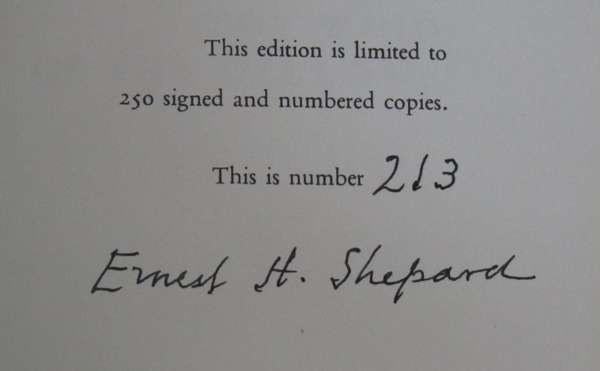 This edition is limited to
250 signed and numbered copies.
This is number 213
Ernest H. Shepard